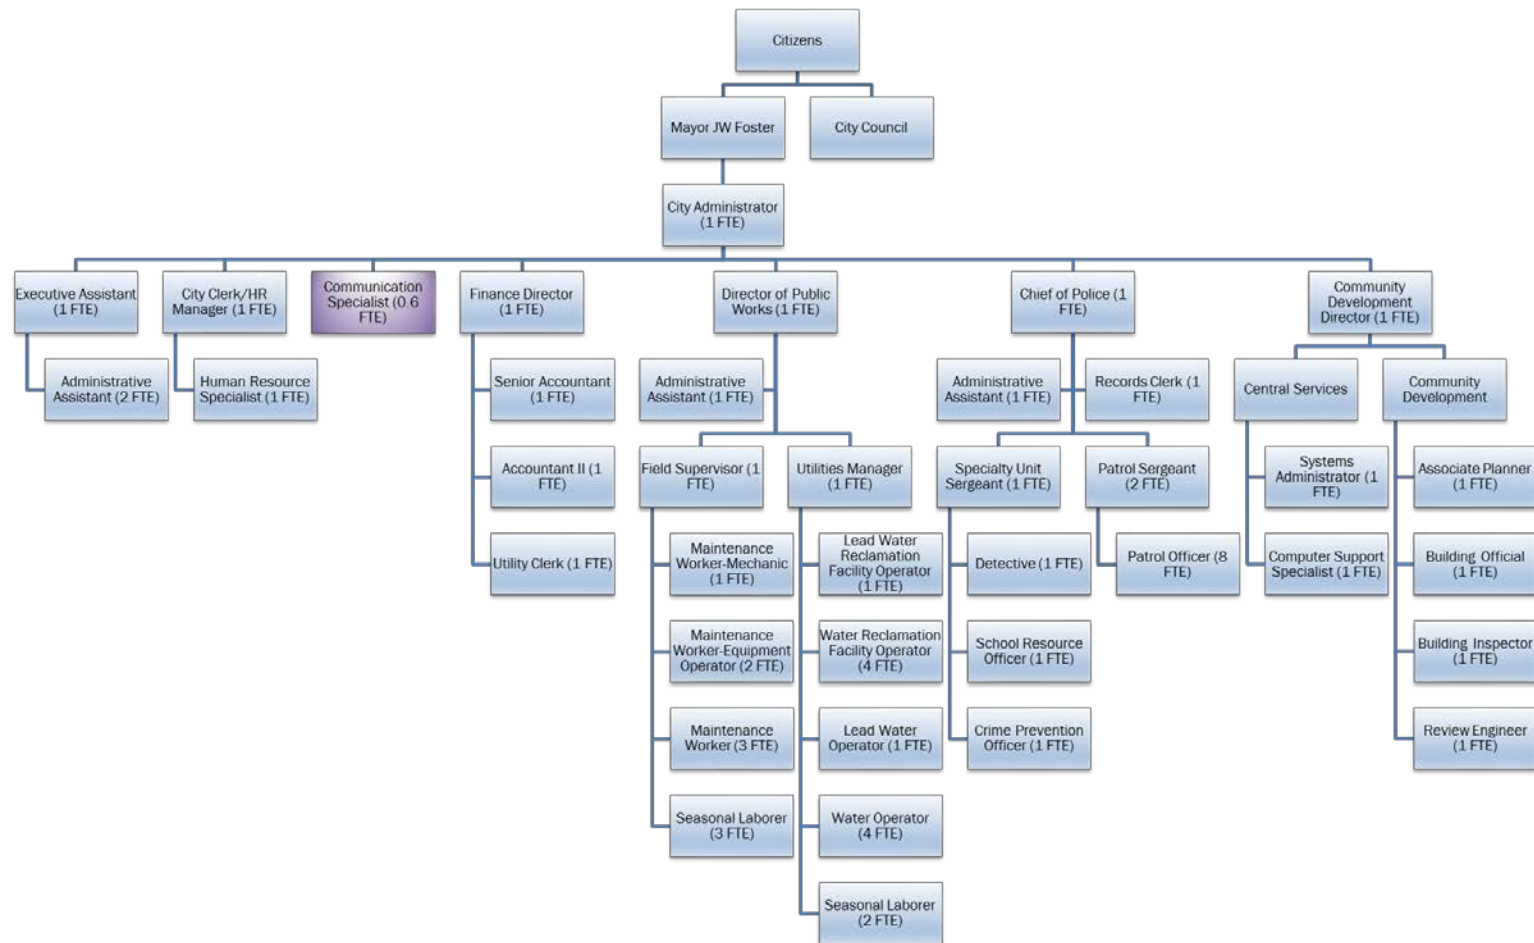 Citizens
Mayor JW Foster
City Council
City Administrator
(1 FTE)
Executive Assistant
(1 FTE)
City Clerk/HR
Manager (1 FTE)
Communication
Specialist (0.6
FTE)
Finance Director
(1 FTE)
Director of Public
Works (1 FTE)
Chief of Police (1
FTE)
Community
Development
Director (1 FTE)
Administrative
Assistant (2 FTE)
Human Resource
Specialist (1 FTE)
Senior Accountant
(1 FTE)
Administrative
Assistant (1 FTE)
Administrative
Assistant (1 FTE)
Records Clerk (1
FTE)
Central Services
Community
Development
Accountant II (1
FTE)
Field Supervisor (1
FTE)
Utilities Manager
(1 FTE)
Specialty Unit
Sergeant (1 FTE)
Patrol Sergeant
(2 FTE)
Systems
Administrator (1
FTE)
Associate Planner
(1 FTE)
Utility Clerk (1 FTE)
Maintenance
Worker-Mechanic
(1 FTE)
Lead Water
Reclamation
Facility Operator
(1 FTE)
Detective (1 FTE)
Patrol Officer (8
FTE)
Computer Support
Specialist (1 FTE)
Building Official
(1 FTE)
Maintenance
Worker-Equipment
Operator (2 FTE)
Water Reclamation
Facility Operator
(4 FTE)
School Resource
Officer (1 FTE)
Building Inspector
(1 FTE)
Maintenance
Worker (3 FTE)
Lead Water
Operator (1 FTE)
Crime Prevention
Officer (1 FTE)
Review Engineer
(1 FTE)
Seasonal Laborer
(3 FTE)
Water Operator
(4 FTE)
Seasonal Laborer
(2 FTE)